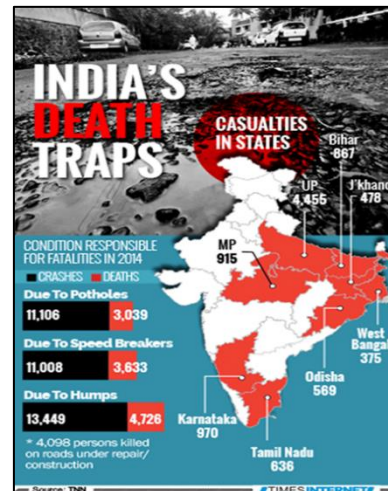 INDIA'S
DEATH
TRAPS
CASUALTIES
IN STATES
Bihar
867
UP
4,455
J'khand
478
MP
915
West
Bengal
375
Odisha
569
Karnataka
970
Tamil Nadu
636
CONDITION RESPONSIBLE
FOR FATALITIES IN 2014
CRASHES DEATHS
Due To Potholes
11,106 3,039
Due To Speed Breakers
11,008 3,633
Due To Humps
13,449 4,726
* 4,098 persons killed
on roads under repair/
construction
Source: TNN
TIMES INTERNET